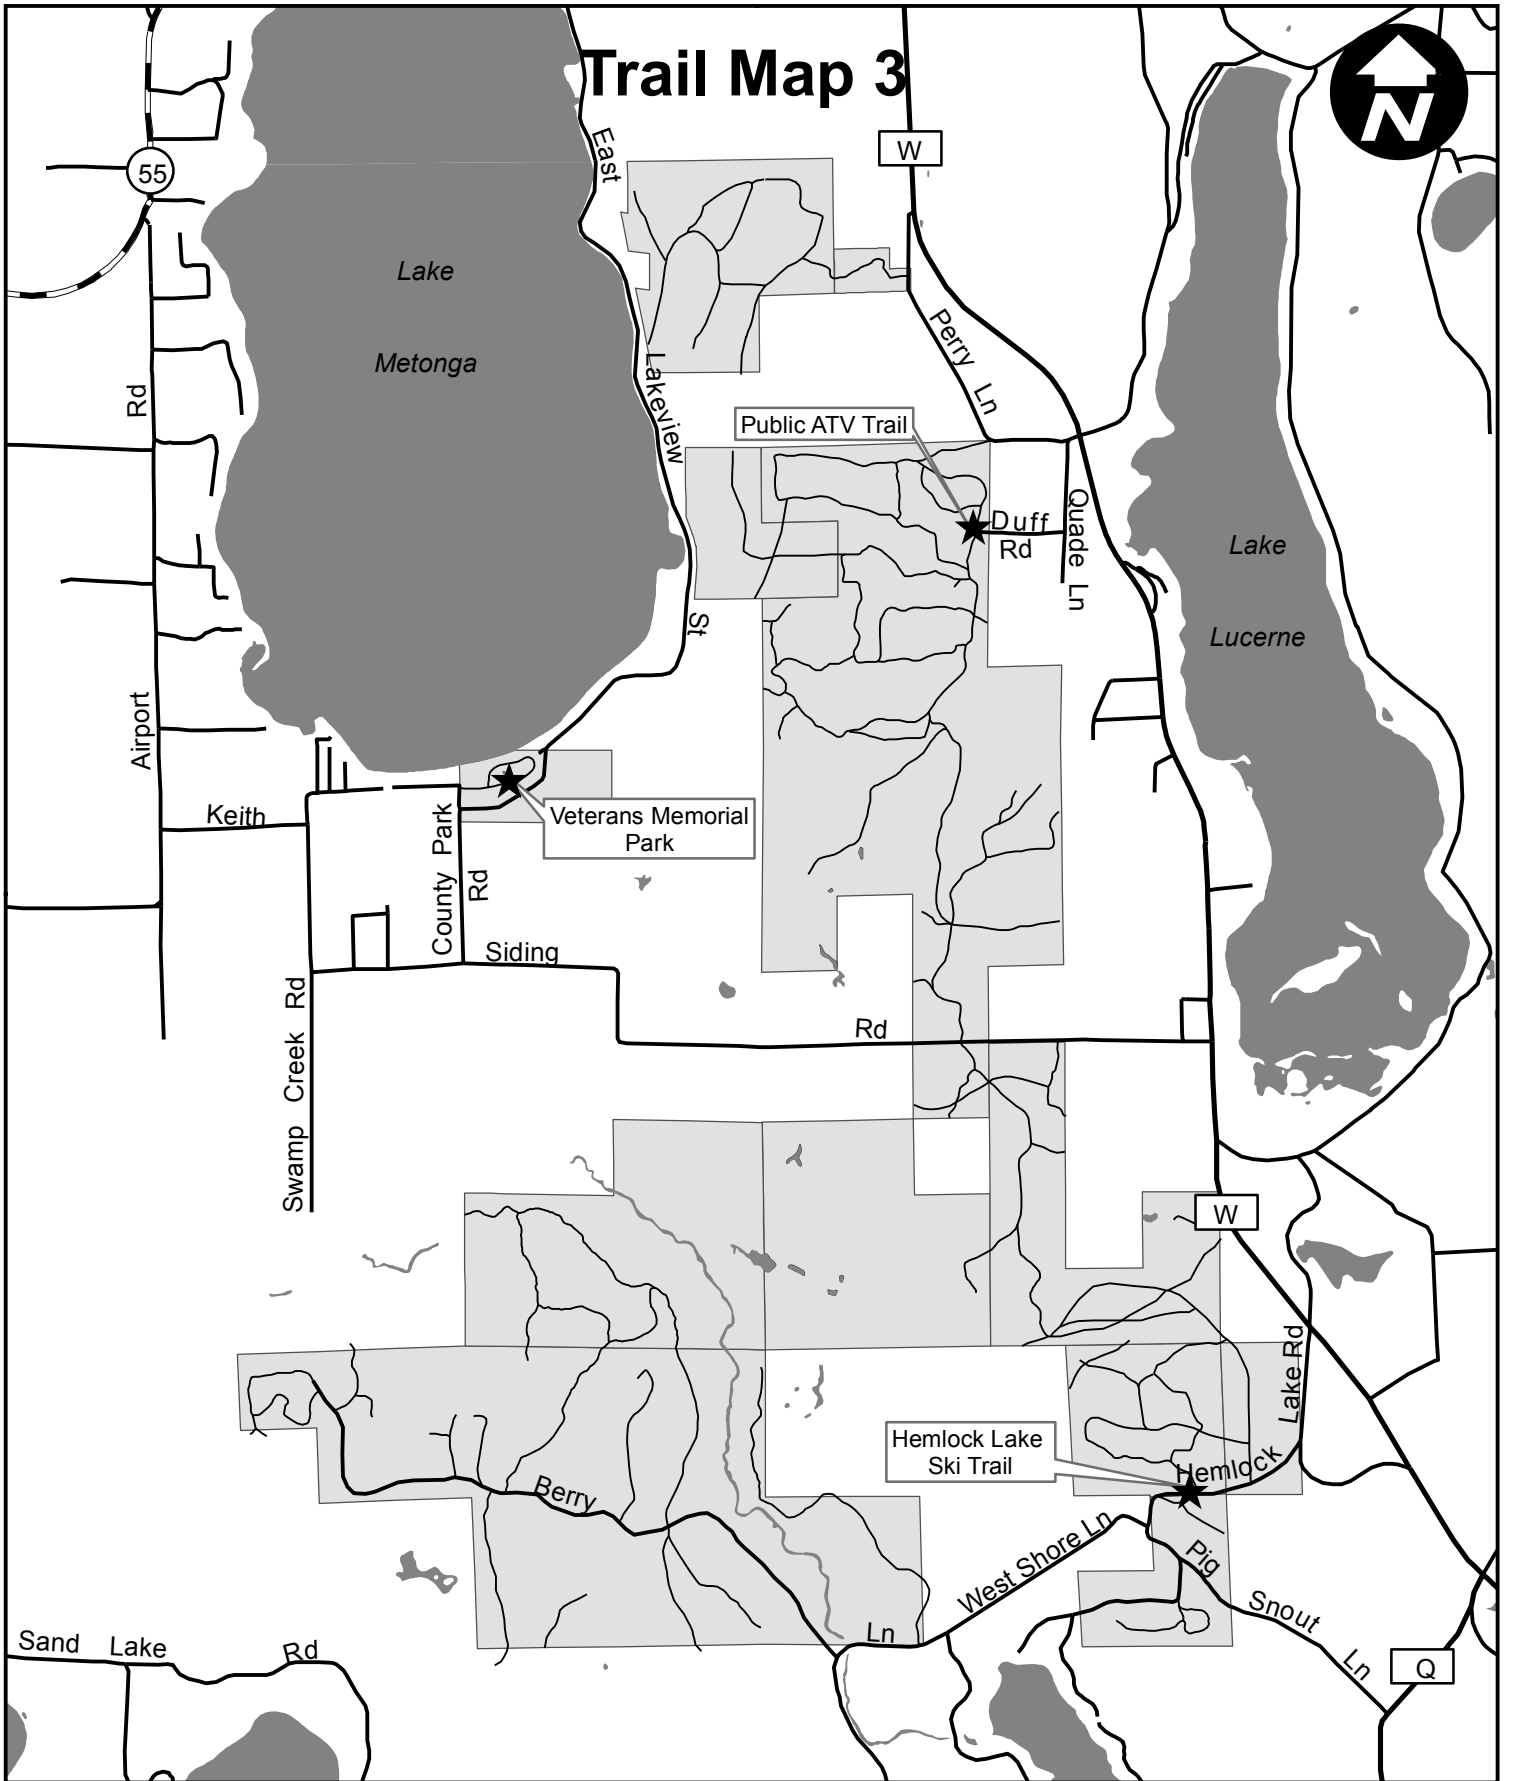 Trail Map 3
N
W
55
East
Lake
Metonga
Perry Ln
Lakeview
Rd
Public ATV Trail
Duff
Rd
Quade Ln
Lake
Lucerne
St
Airport
Keith
Veterans Memorial
Park
County Park
Rd
Siding
Rd
Swamp Creek Rd
W
Lake Rd
Hemlock Lake
Ski Trail
Hemlock
Berry
West Shore Ln
Pig
Snout
Ln
Ln
Sand Lake Rd
Q